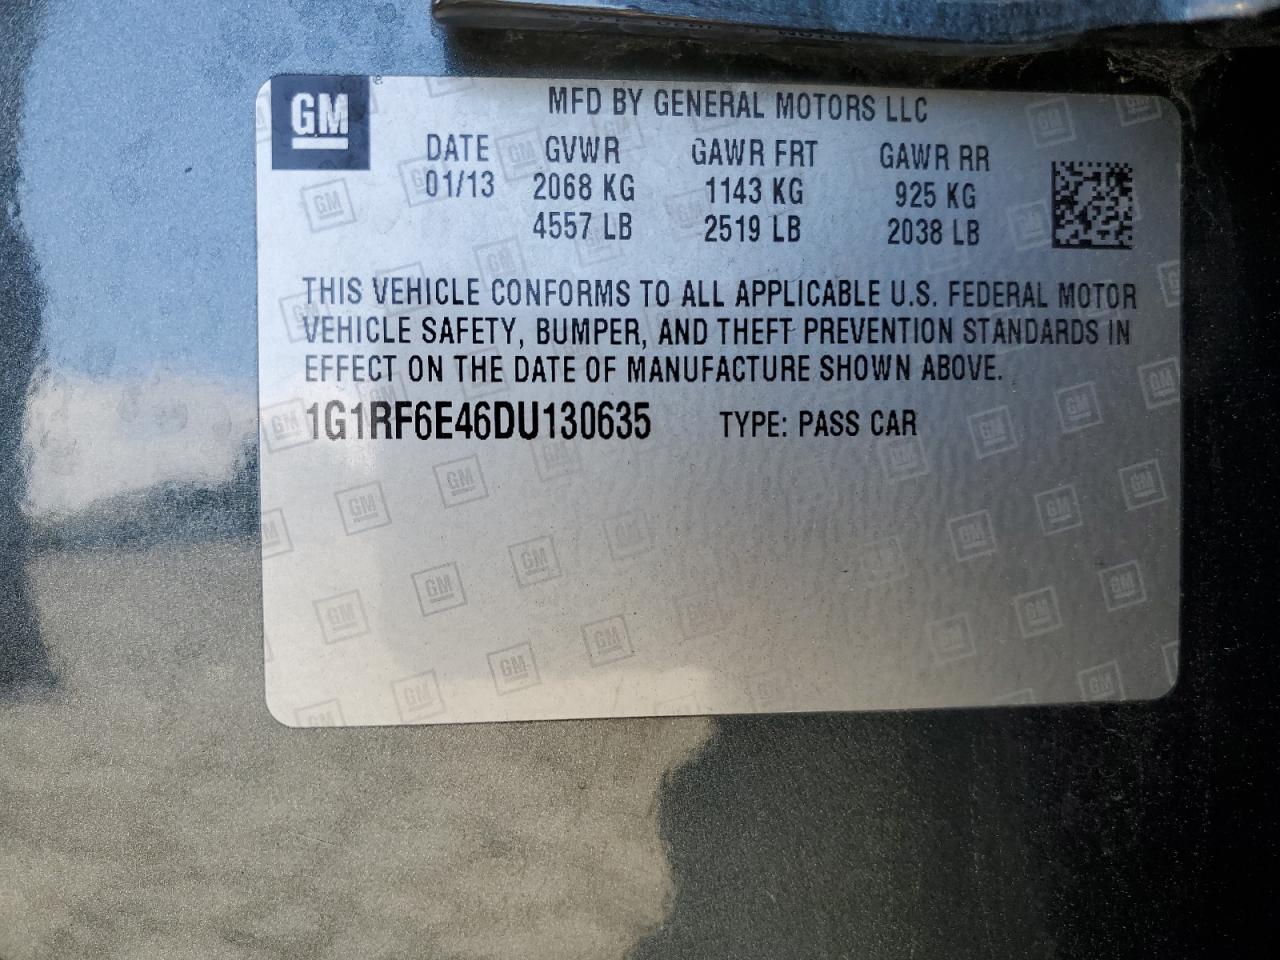 GM
MFD BY GENERAL MOTORS LLC
DATE GVWR GAWR FRT GAWR RR
01/13 2068 KG 1143 KG 925 KG
4557 LB 2519 LB 2038 LB
THIS VEHICLE CONFORMS TO ALL APPLICABLE U.S. FEDERAL MOTOR
VEHICLE SAFETY, BUMPER, AND THEFT PREVENTION STANDARDS IN
EFFECT ON THE DATE OF MANUFACTURE SHOWN ABOVE.
1G1RF6E46DU130635 TYPE: PASS CAR